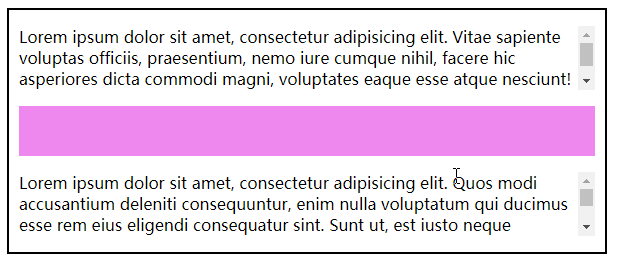 Lorem ipsum dolor sit amet, consectetur adipisicing elit. Vitae sapiente
voluptas officiis, praesentium, nemo iure cumque nihil, facere hic
asperiores dicta commodi magni, voluptates eaque esse atque nesciunt!
Lorem ipsum dolor sit amet, consectetur adipisicing elit. Quos modi
accusantium deleniti consequuntur, enim nulla voluptatum qui ducimus
esse rem eius eligendi consequatur sint. Sunt ut, est iusto neque